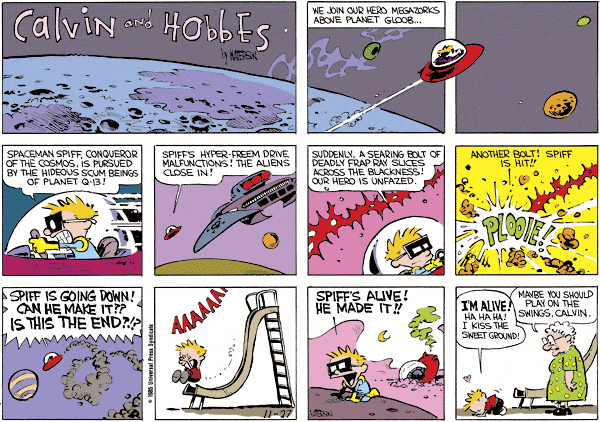 Calvin and Hobbes
by WATTERSON
WE JOIN OUR HERO MEGAZORKS
ABOVE PLANET GLOOB...
SPACEMAN SPIFF, CONQUEROR
OF THE COSMOS, IS PURSUED
BY THE HIDEOUS SCUM BEINGS
OF PLANET Q-13!
SPIFF'S HYPER-FREEM DRIVE
MALFUNCTIONS! THE ALIENS
CLOSE IN!
SUDDENLY, A SEARING BOLT OF
DEADLY FRAP RAY SLICES
ACROSS THE BLACKNESS!
OUR HERO IS UNFAZED.
ANOTHER BOLT! SPIFF
IS HIT!!
PLOOIE!
SPIFF IS GOING DOWN!
CAN HE MAKE IT??
IS THIS THE END?!?
© 1985 Universal Press Syndicate
AAAAAA!
11-27
SPIFF'S ALIVE!
HE MADE IT!!
WATTERSON
I'M ALIVE!
HA HA HA!
I KISS THE
SWEET GROUND!
MAYBE YOU SHOULD
PLAY ON THE
SWINGS, CALVIN.